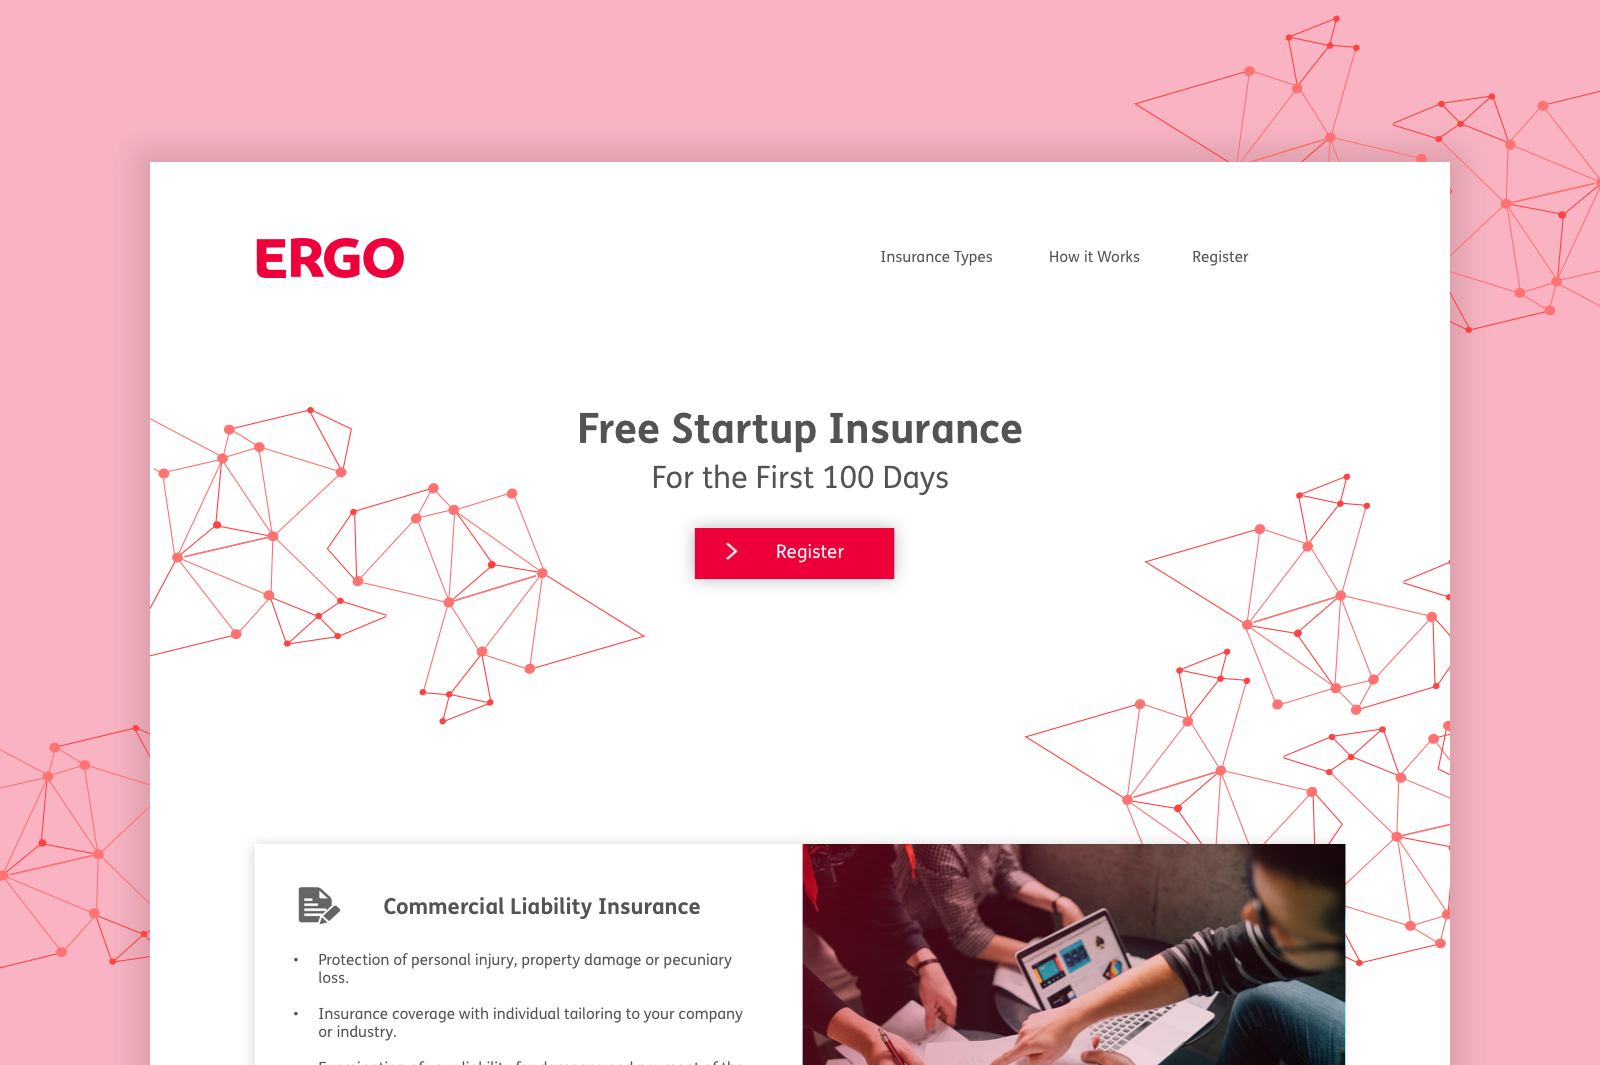 ERGO
Insurance Types
How it Works
Register
Free Startup Insurance
For the First 100 Days
Register
Commercial Liability Insurance
• Protection of personal injury, property damage or pecuniary
loss.
• Insurance coverage with individual tailoring to your company
or industry.